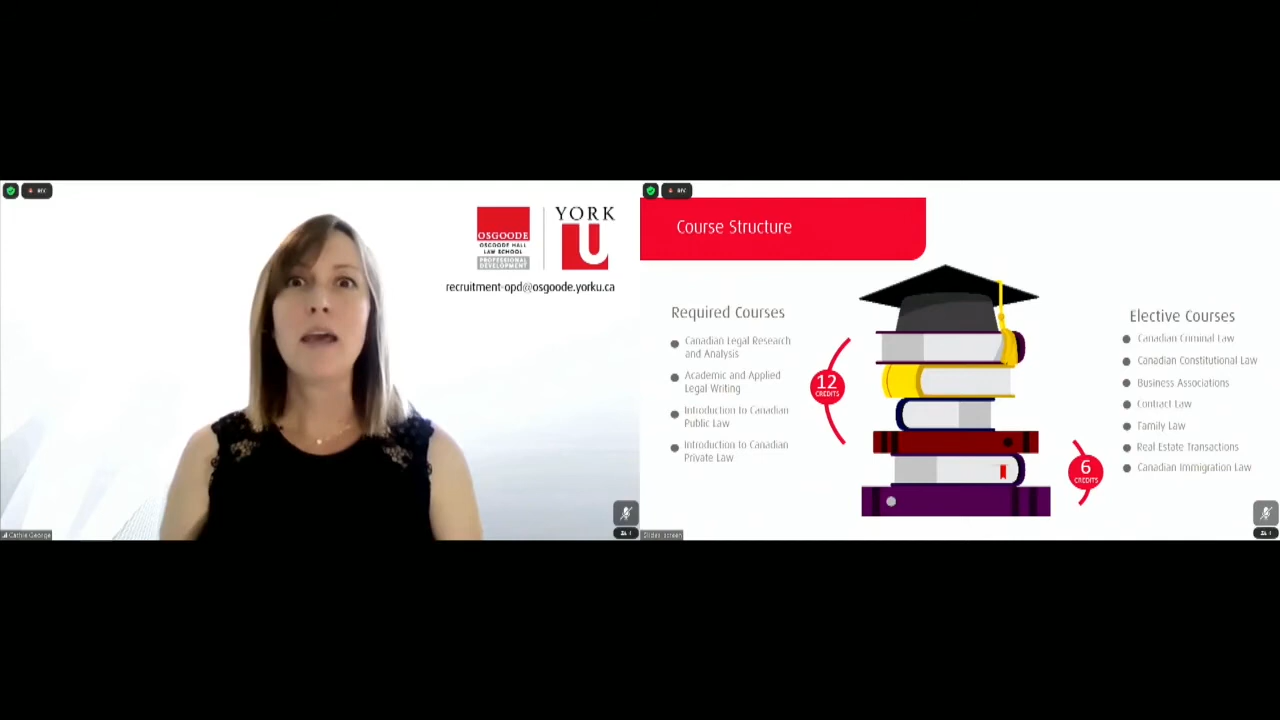 OSGOODE
OSGOODE HALL
LAW SCHOOL
PROFESSIONAL
DEVELOPMENT
YORK
U
recruitment-opd@osgoode.yorku.ca
Cathie George
Course Structure
Required Courses
Canadian Legal Research
and Analysis
Academic and Applied
Legal Writing
Introduction to Canadian
Public Law
Introduction to Canadian
Private Law
12
CREDITS
6
CREDITS
Elective Courses
Canadian Criminal Law
Canadian Constitutional Law
Business Associations
Contract Law
Family Law
Real Estate Transactions
Canadian Immigration Law